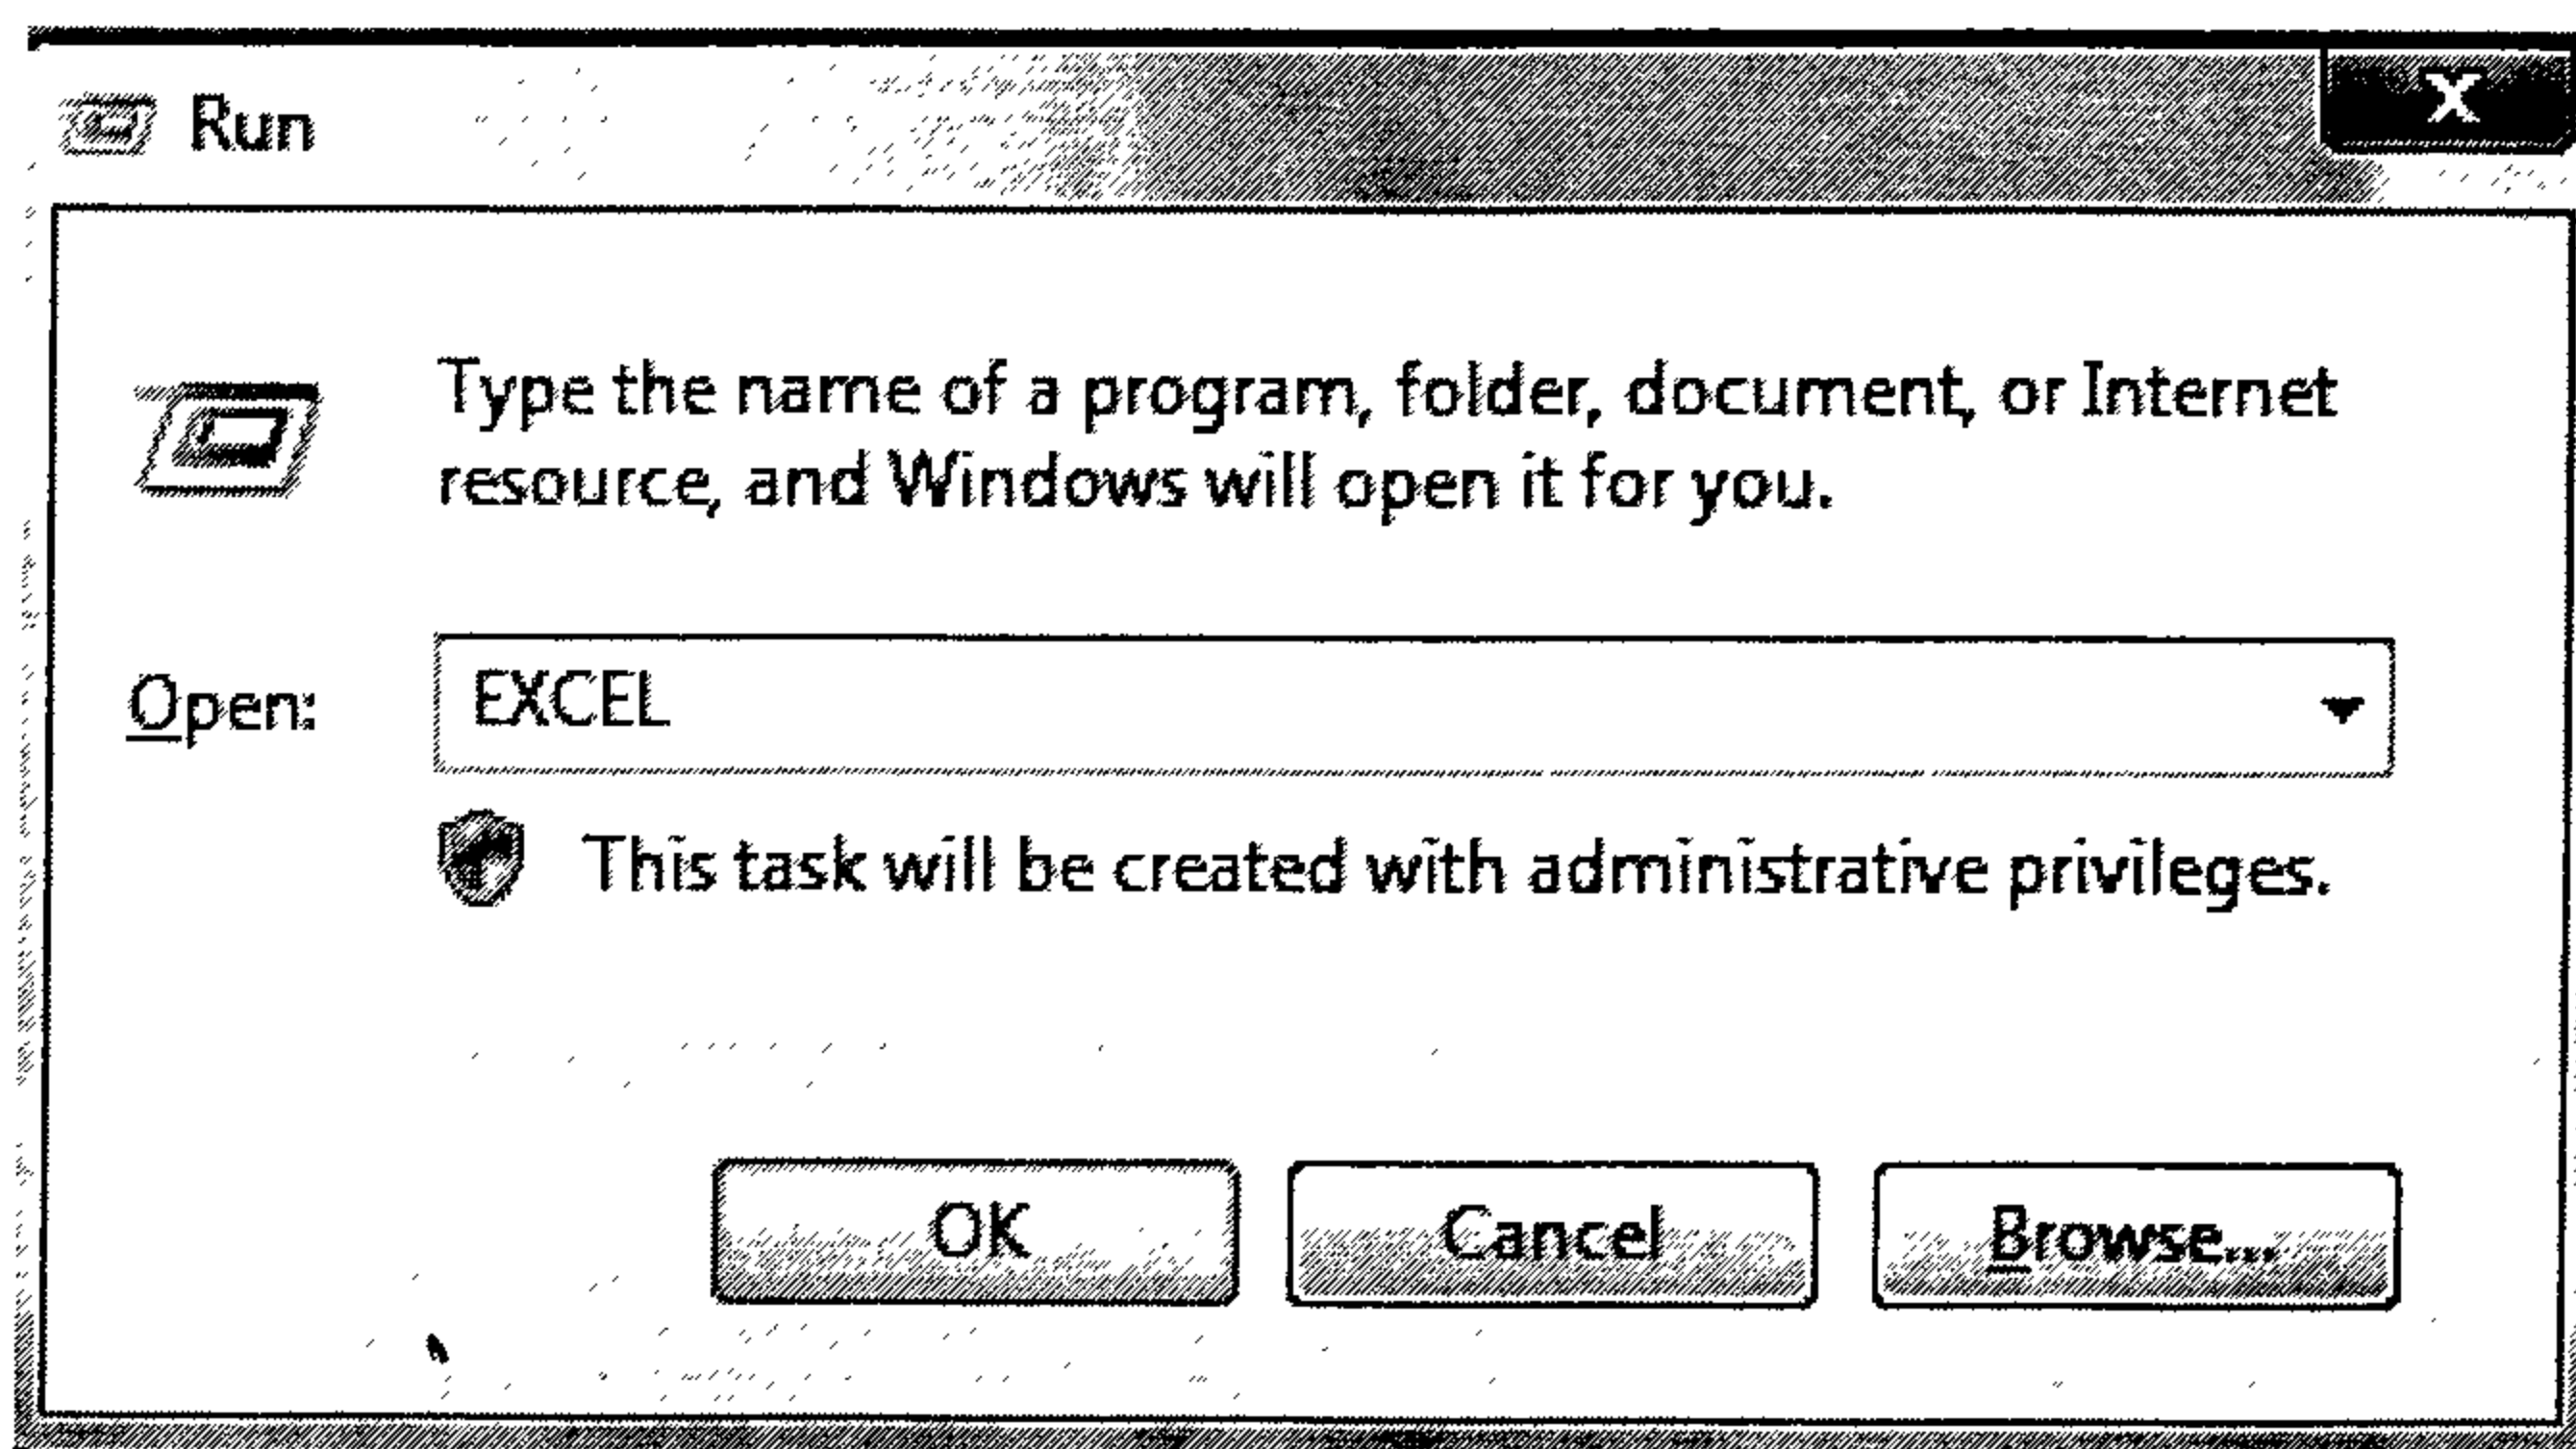 Run
X
Type the name of a program, folder, document, or Internet
resource, and Windows will open it for you.
Open:
EXCEL
This task will be created with administrative privileges.
OK
Cancel
Browse...